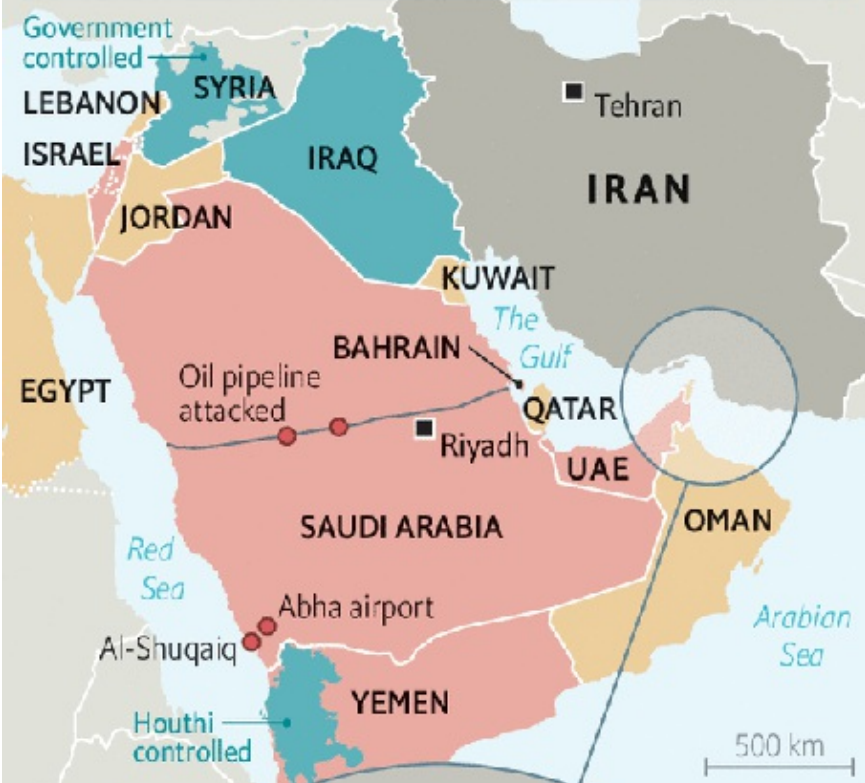 Government
controlled
SYRIA
LEBANON
ISRAEL
IRAQ
Tehran
IRAN
JORDAN
KUWAIT
The
Gulf
BAHRAIN
Oil pipeline
attacked
EGYPT
QATAR
Riyadh
UAE
SAUDI ARABIA
OMAN
Red
Sea
Abha airport
Al-Shuqaiq
Arabian
Sea
YEMEN
Houthi
controlled
500 km